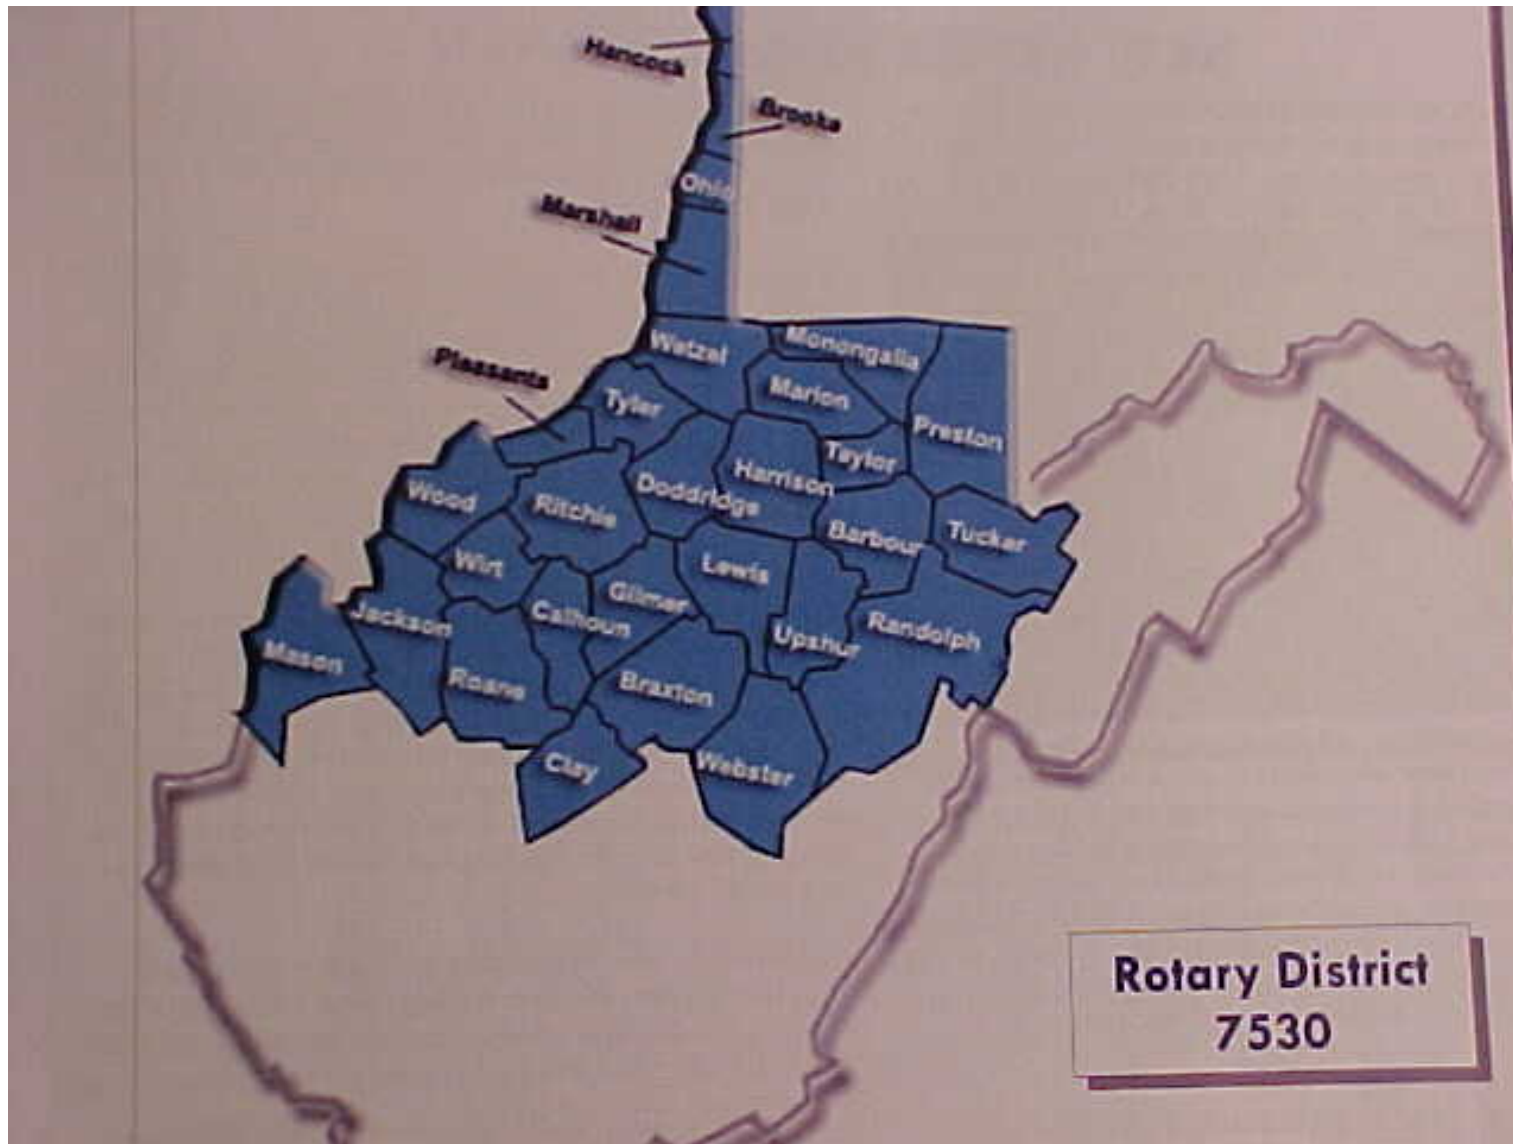 Hancock
Brooke
Ohio
Marshall
Wetzel
Monongalia
Pleasants
Marion
Tyler
Preston
Taylor
Harrison
Doddridge
Wood
Ritchie
Barbour
Tucker
Wirt
Lewis
Gilmer
Calhoun
Jackson
Upshur
Randolph
Mason
Roane
Braxton
Clay
Webster
Rotary District
7530